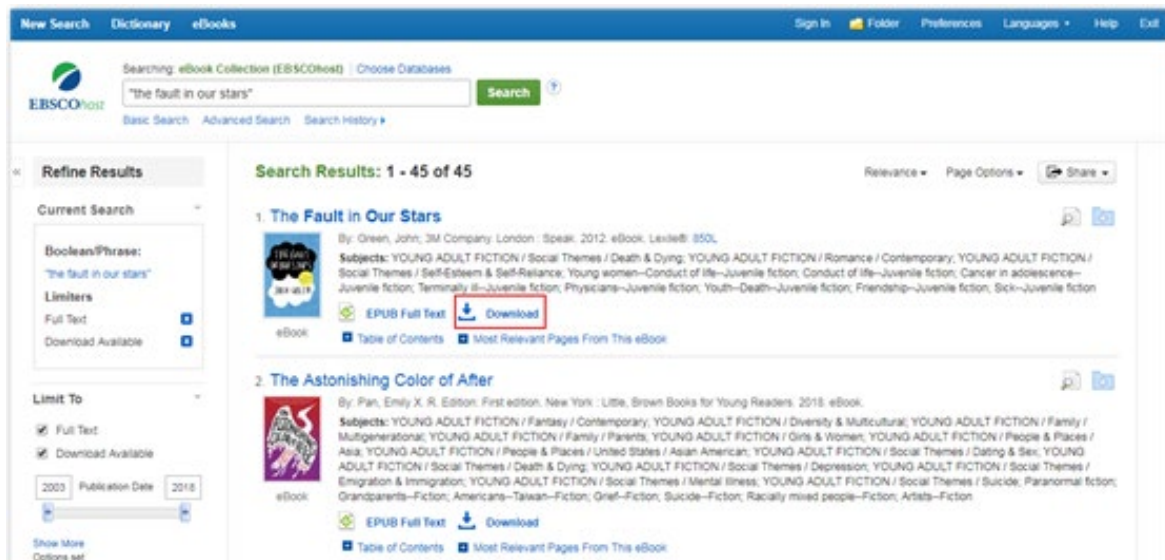 New Search Dictionary eBooks Sign In Folder Preferences Languages Help Exit
Searching: eBook Collection (EBSCOhost) Choose Databases
EBSCOhost
"the fault in our stars" Search ?
Basic Search Advanced Search Search History
« Refine Results
Current Search
Boolean/Phrase:
"the fault in our stars"
Limiters
Full Text
Download Available
Limit To
Full Text
Download Available
2003 Publication Date 2018
Show More
Options set
Search Results: 1 - 45 of 45 Relevance Page Options Share
1. The Fault in Our Stars
By: Green, John; 3M Company. London : Speak. 2012. eBook. Lexile®: 850L
Subjects: YOUNG ADULT FICTION / Social Themes / Death & Dying; YOUNG ADULT FICTION / Romance / Contemporary; YOUNG ADULT FICTION /
Social Themes / Self-Esteem & Self-Reliance; Young women--Conduct of life--Juvenile fiction; Conduct of life--Juvenile fiction; Cancer in adolescence--
Juvenile fiction; Terminally ill--Juvenile fiction; Physicians--Juvenile fiction; Youth--Death--Juvenile fiction; Friendship--Juvenile fiction; Sick--Juvenile fiction
THE FAULT
IN OUR
STARS
JOHN GREEN
eBook
EPUB Full Text Download
Table of Contents Most Relevant Pages From This eBook
2. The Astonishing Color of After
By: Pan, Emily X. R. Edition: First edition. New York : Little, Brown Books for Young Readers. 2018. eBook.
Subjects: YOUNG ADULT FICTION / Fantasy / Contemporary; YOUNG ADULT FICTION / Diversity & Multicultural; YOUNG ADULT FICTION / Family /
Multigenerational; YOUNG ADULT FICTION / Family / Parents; YOUNG ADULT FICTION / Girls & Women; YOUNG ADULT FICTION / People & Places /
Asia; YOUNG ADULT FICTION / People & Places / United States / Asian American; YOUNG ADULT FICTION / Social Themes / Dating & Sex; YOUNG
ADULT FICTION / Social Themes / Death & Dying; YOUNG ADULT FICTION / Social Themes / Depression; YOUNG ADULT FICTION / Social Themes /
Emigration & Immigration; YOUNG ADULT FICTION / Social Themes / Mental Illness; YOUNG ADULT FICTION / Social Themes / Suicide; Paranormal fiction;
Grandparents--Fiction; Americans--Taiwan--Fiction; Grief--Fiction; Suicide--Fiction; Racially mixed people--Fiction; Artists--Fiction
eBook
EPUB Full Text Download
Table of Contents Most Relevant Pages From This eBook